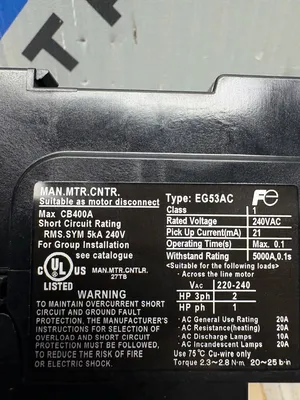 MAN.MTR.CNTR.
Suitable as motor disconnect
Max CB400A
Short Circuit Rating
RMS.SYM 5kA 240V
For Group Installation
see catalogue
C UL US
LISTED
MAN.MTR.CNTLR.
27TB
WARNING
TO MAINTAIN OVERCURRENT SHORT
CIRCUIT AND GROUND FAULT
PROTECTION, THE MANUFACTURER'S
INSTRUCTIONS FOR SELECTION OF
OVERLOAD AND SHORT CIRCUIT
PROTECTION MUST BE FOLLOWED,
TO REDUCE THE RISK OF FIRE
OR ELECTRIC SHOCK.
Type: EG53AC Fe
Class 1
Rated Voltage 240VAC
Pick Up Current(mA) 21
Operating Time(s) Max. 0.1
Withstand Rating 5000A,0.1s
<Suitable for the following loads>
• Across the line motor
VAC 220-240
HP 3ph 2
HP ph 1
• AC General Rating 20A
• AC Resistance(heating) 20A
• AC Discharge Lamps 10A
• AC Incandescent Lamps 20A
Use 75℃ Cu-wire only
Torque 2.3~2.8 N·m, 20~25 lb·in